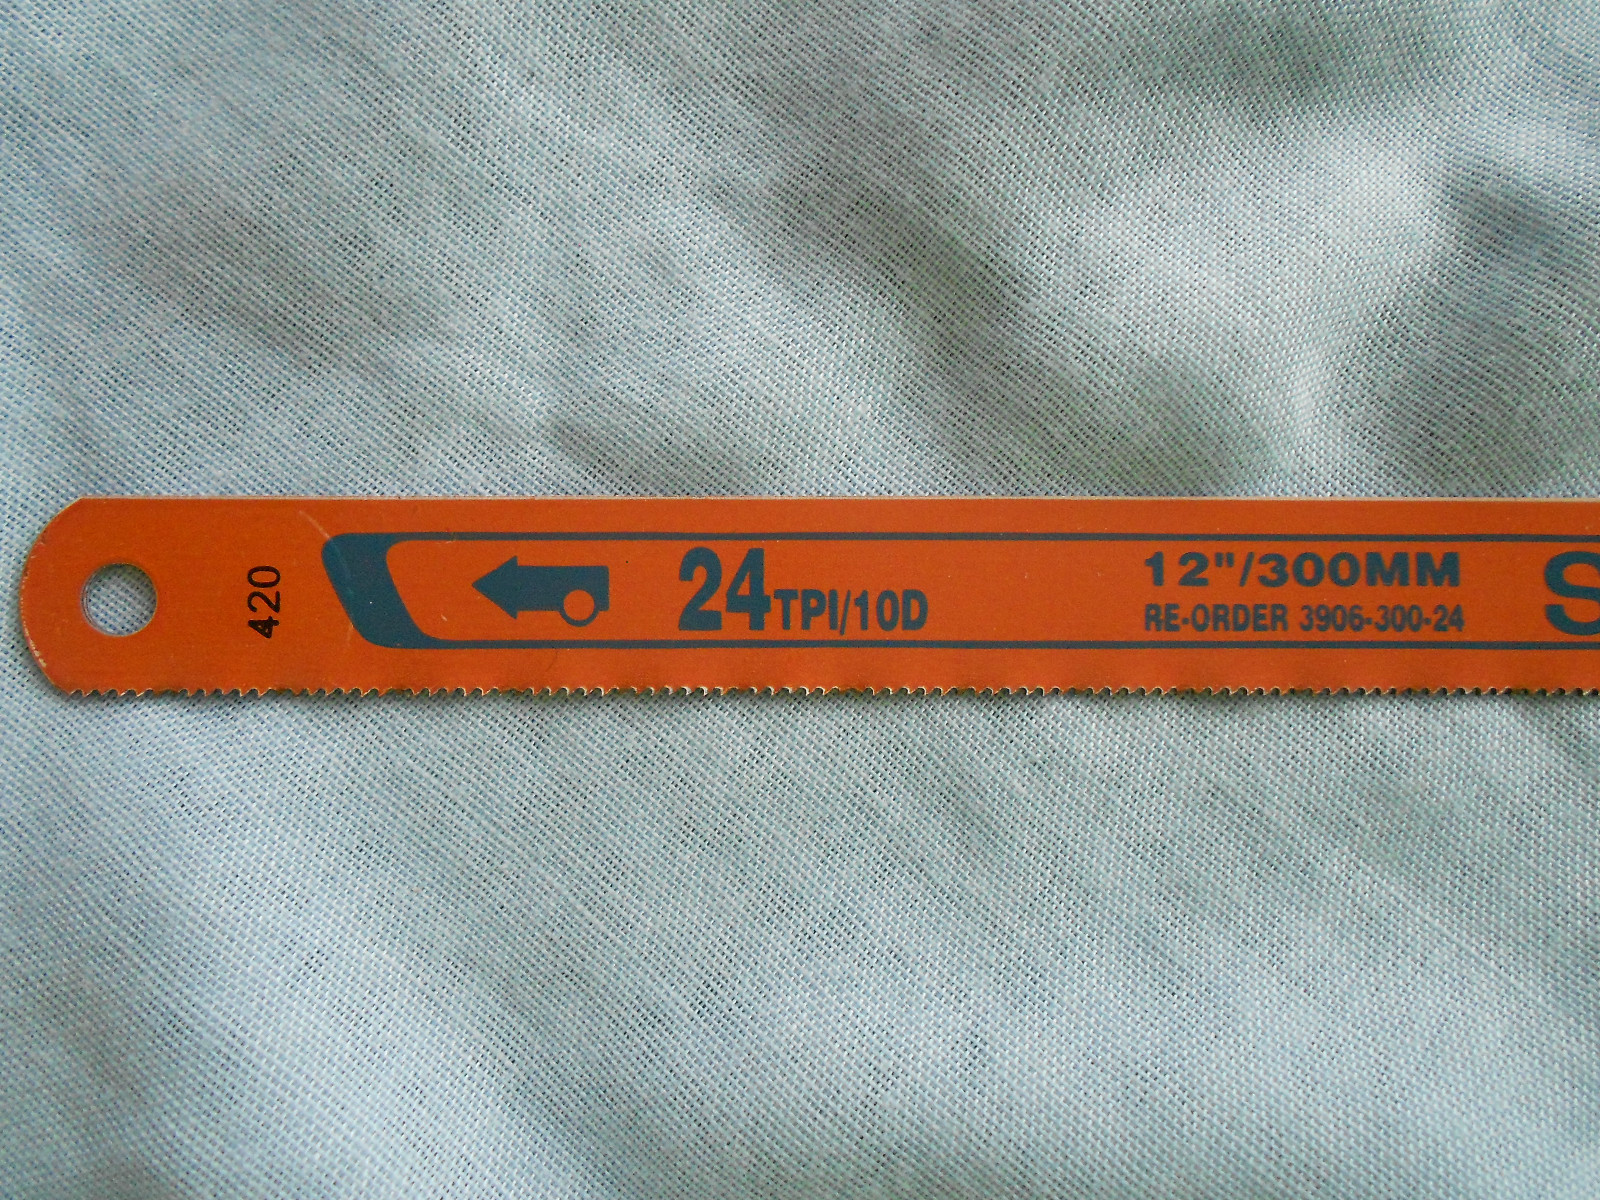 420
24TPI/10D
12"/300MM
RE-ORDER 3906-300-24
S